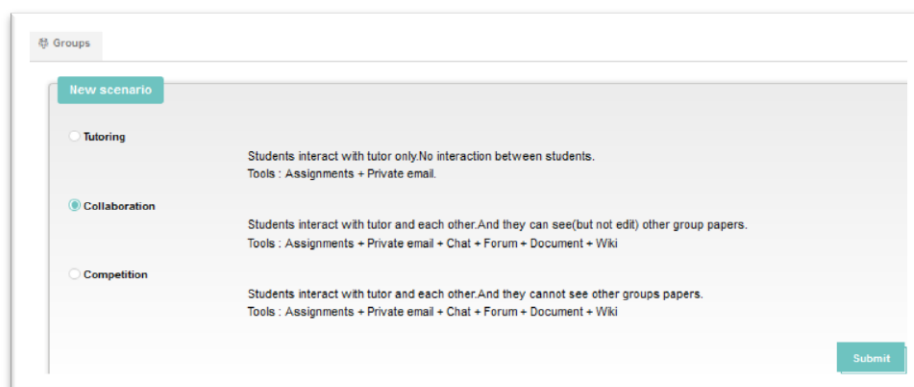 Groups
New scenario
Tutoring
Students interact with tutor only.No interaction between students.
Tools : Assignments + Private email.
Collaboration
Students interact with tutor and each other.And they can see(but not edit) other group papers.
Tools : Assignments + Private email + Chat + Forum + Document + Wiki
Competition
Students interact with tutor and each other.And they cannot see other groups papers.
Tools : Assignments + Private email + Chat + Forum + Document + Wiki
Submit